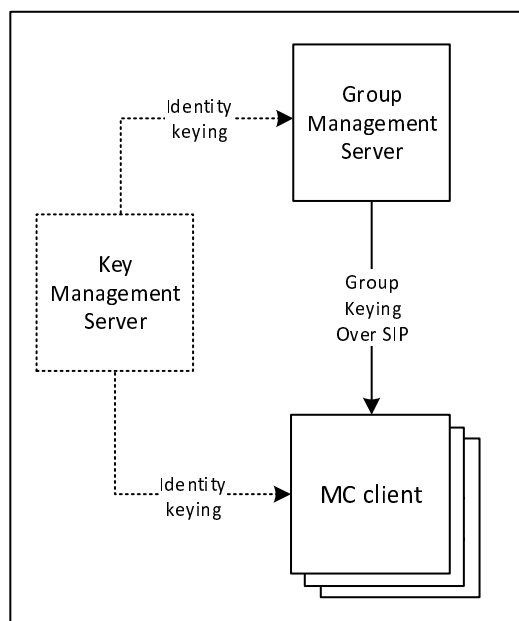 Identity
keying
Group
Management
Server
Key
Management
Server
Group
Keying
Over SIP
Identity
keying
MC client